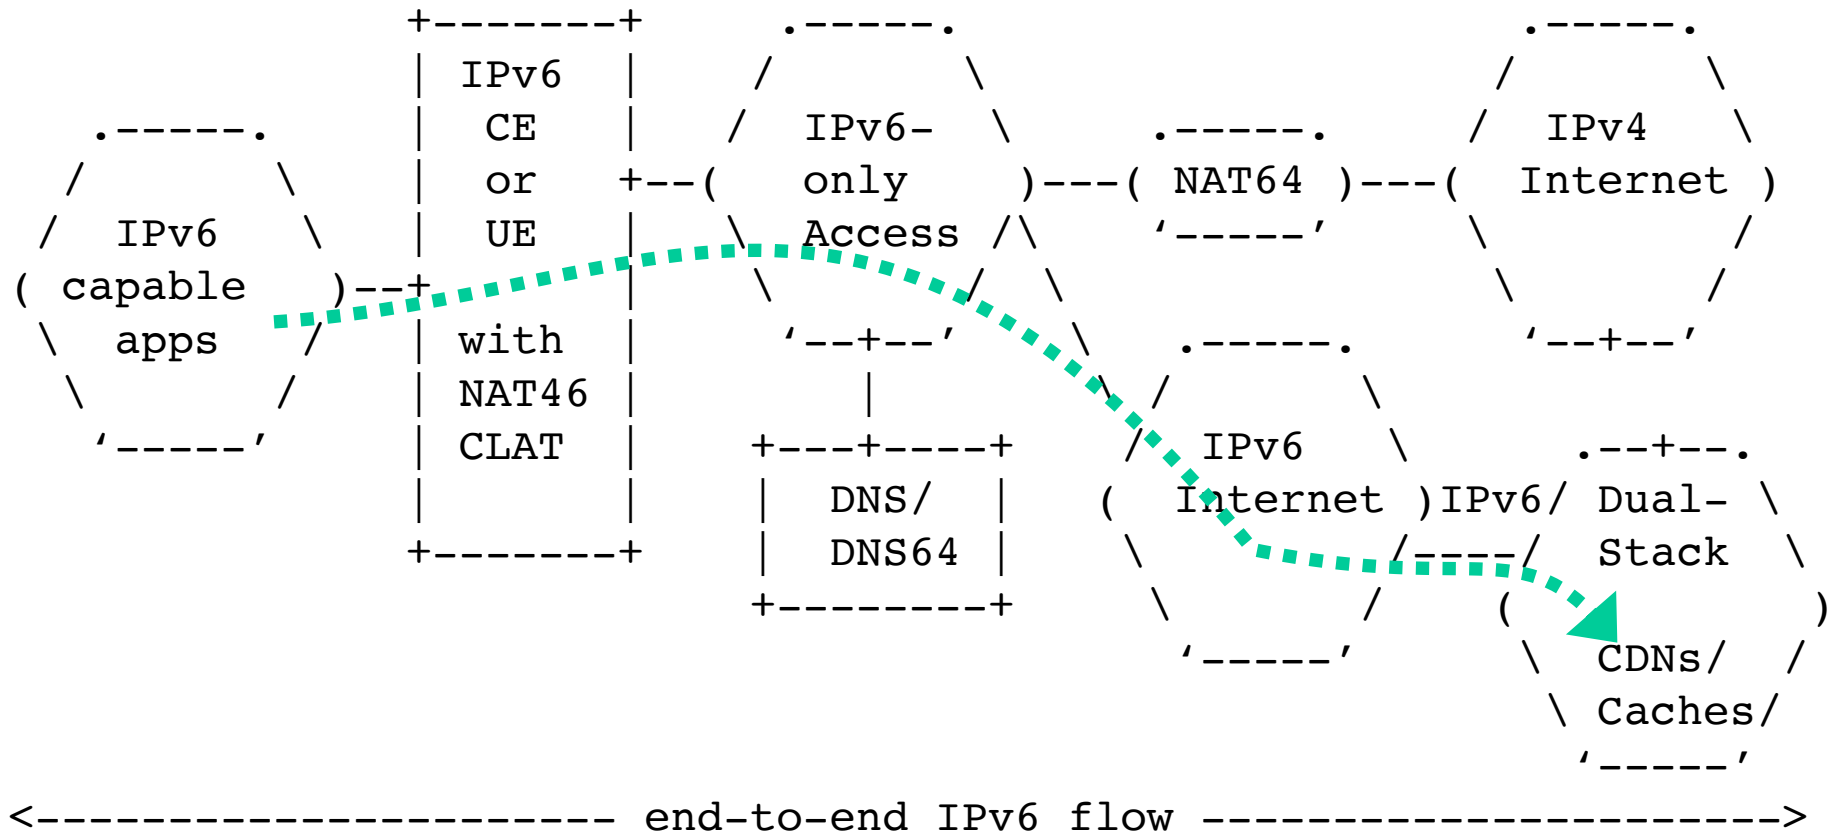 IPv6
capable
apps
IPv6
CE
or
UE
with
NAT46
CLAT
IPv6-
only
Access
DNS/
DNS64
NAT64
IPv4
Internet
IPv6
Internet
IPv6
Dual-
Stack
CDNs/
Caches
end-to-end IPv6 flow